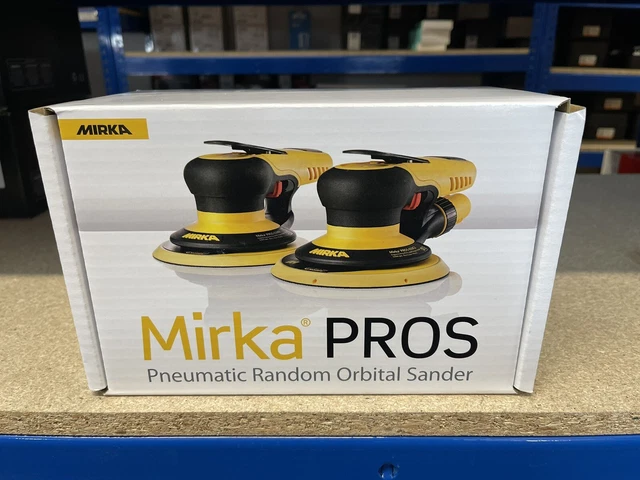 MIRKA
MIRKA
MIRKA
Mirka® PROS
Pneumatic Random Orbital Sander